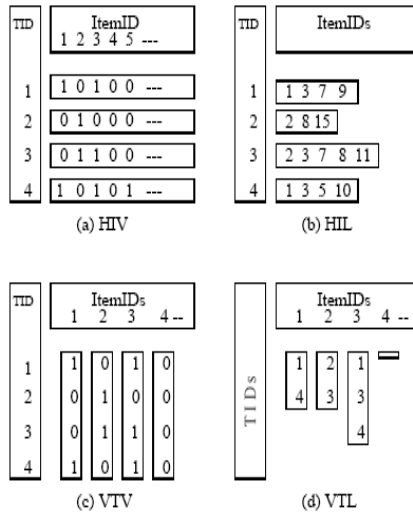 TID ItemID
1 2 3 4 5 ---
1 1 0 1 0 0 ---
2 0 1 0 0 0 ---
3 0 1 1 0 0 ---
4 1 0 1 0 1 ---
(a) HIV
TID ItemIDs
1 1 3 7 9
2 2 8 15
3 2 3 7 8 11
4 1 3 5 10
(b) HIL
TID ItemIDs
1 2 3 4 --
1 1 0 1 0
2 0 1 0 0
3 0 1 1 0
4 1 0 1 0
(c) VTV
TIDs
ItemIDs
1 2 3 4 --
1 2 1
4 3 3
4
(d) VTL